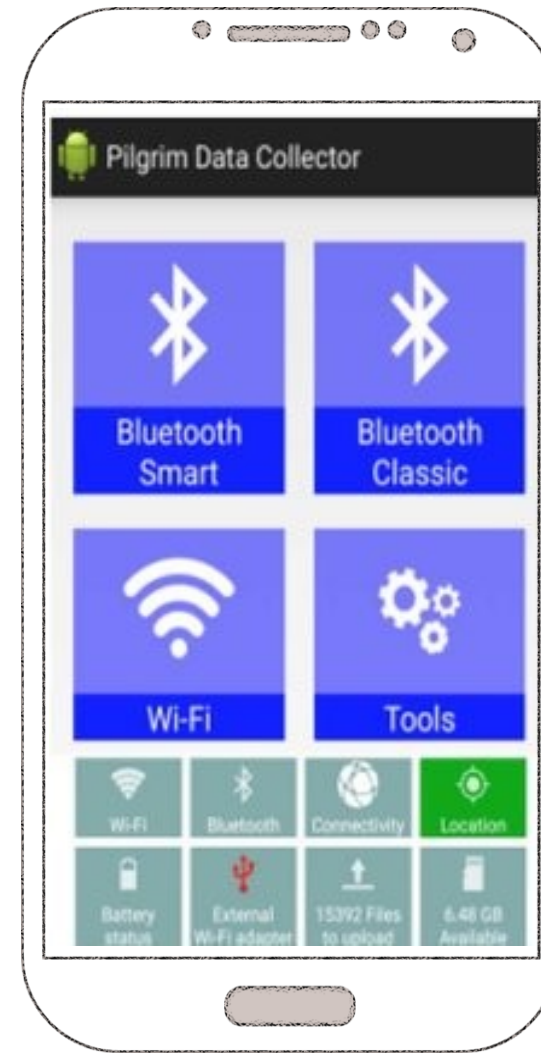 Pilgrim Data Collector
Bluetooth
Smart
Bluetooth
Classic
Wi-Fi
Tools
Wi-Fi
Bluetooth
Connectivity
Location
Battery
status
External
Wi-Fi adapter
15392 Files
to upload
6.48 GB
Available